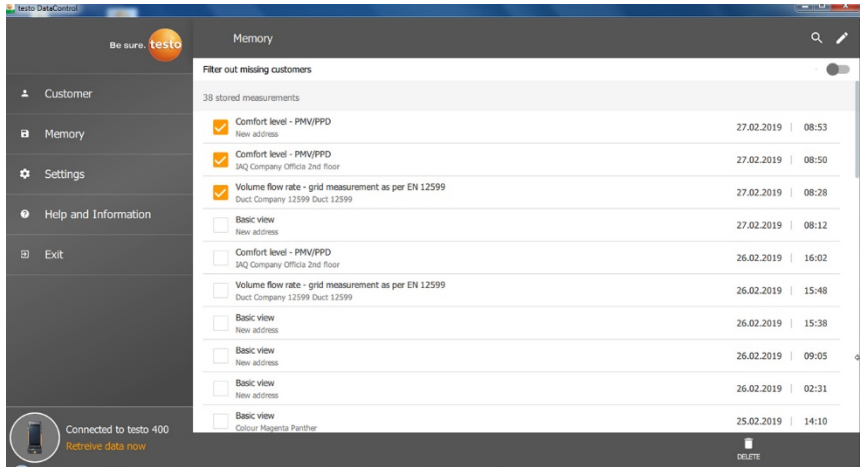 testo DataControl
Be sure. testo
Memory
Customer
Memory
Settings
Help and Information
Exit
Connected to testo 400
Retreive data now
Filter out missing customers
38 stored measurements
Comfort level - PMV/PPD
New address
27.02.2019 | 08:53
Comfort level - PMV/PPD
IAQ Company Officia 2nd floor
27.02.2019 | 08:50
Volume flow rate - grid measurement as per EN 12599
Duct Company 12599 Duct 12599
27.02.2019 | 08:28
Basic view
New address
27.02.2019 | 08:12
Comfort level - PMV/PPD
IAQ Company Officia 2nd floor
26.02.2019 | 16:02
Volume flow rate - grid measurement as per EN 12599
Duct Company 12599 Duct 12599
26.02.2019 | 15:48
Basic view
New address
26.02.2019 | 15:38
Basic view
New address
26.02.2019 | 09:05
Basic view
New address
26.02.2019 | 02:31
Basic view
Colour Magenta Panther
25.02.2019 | 14:10
DELETE